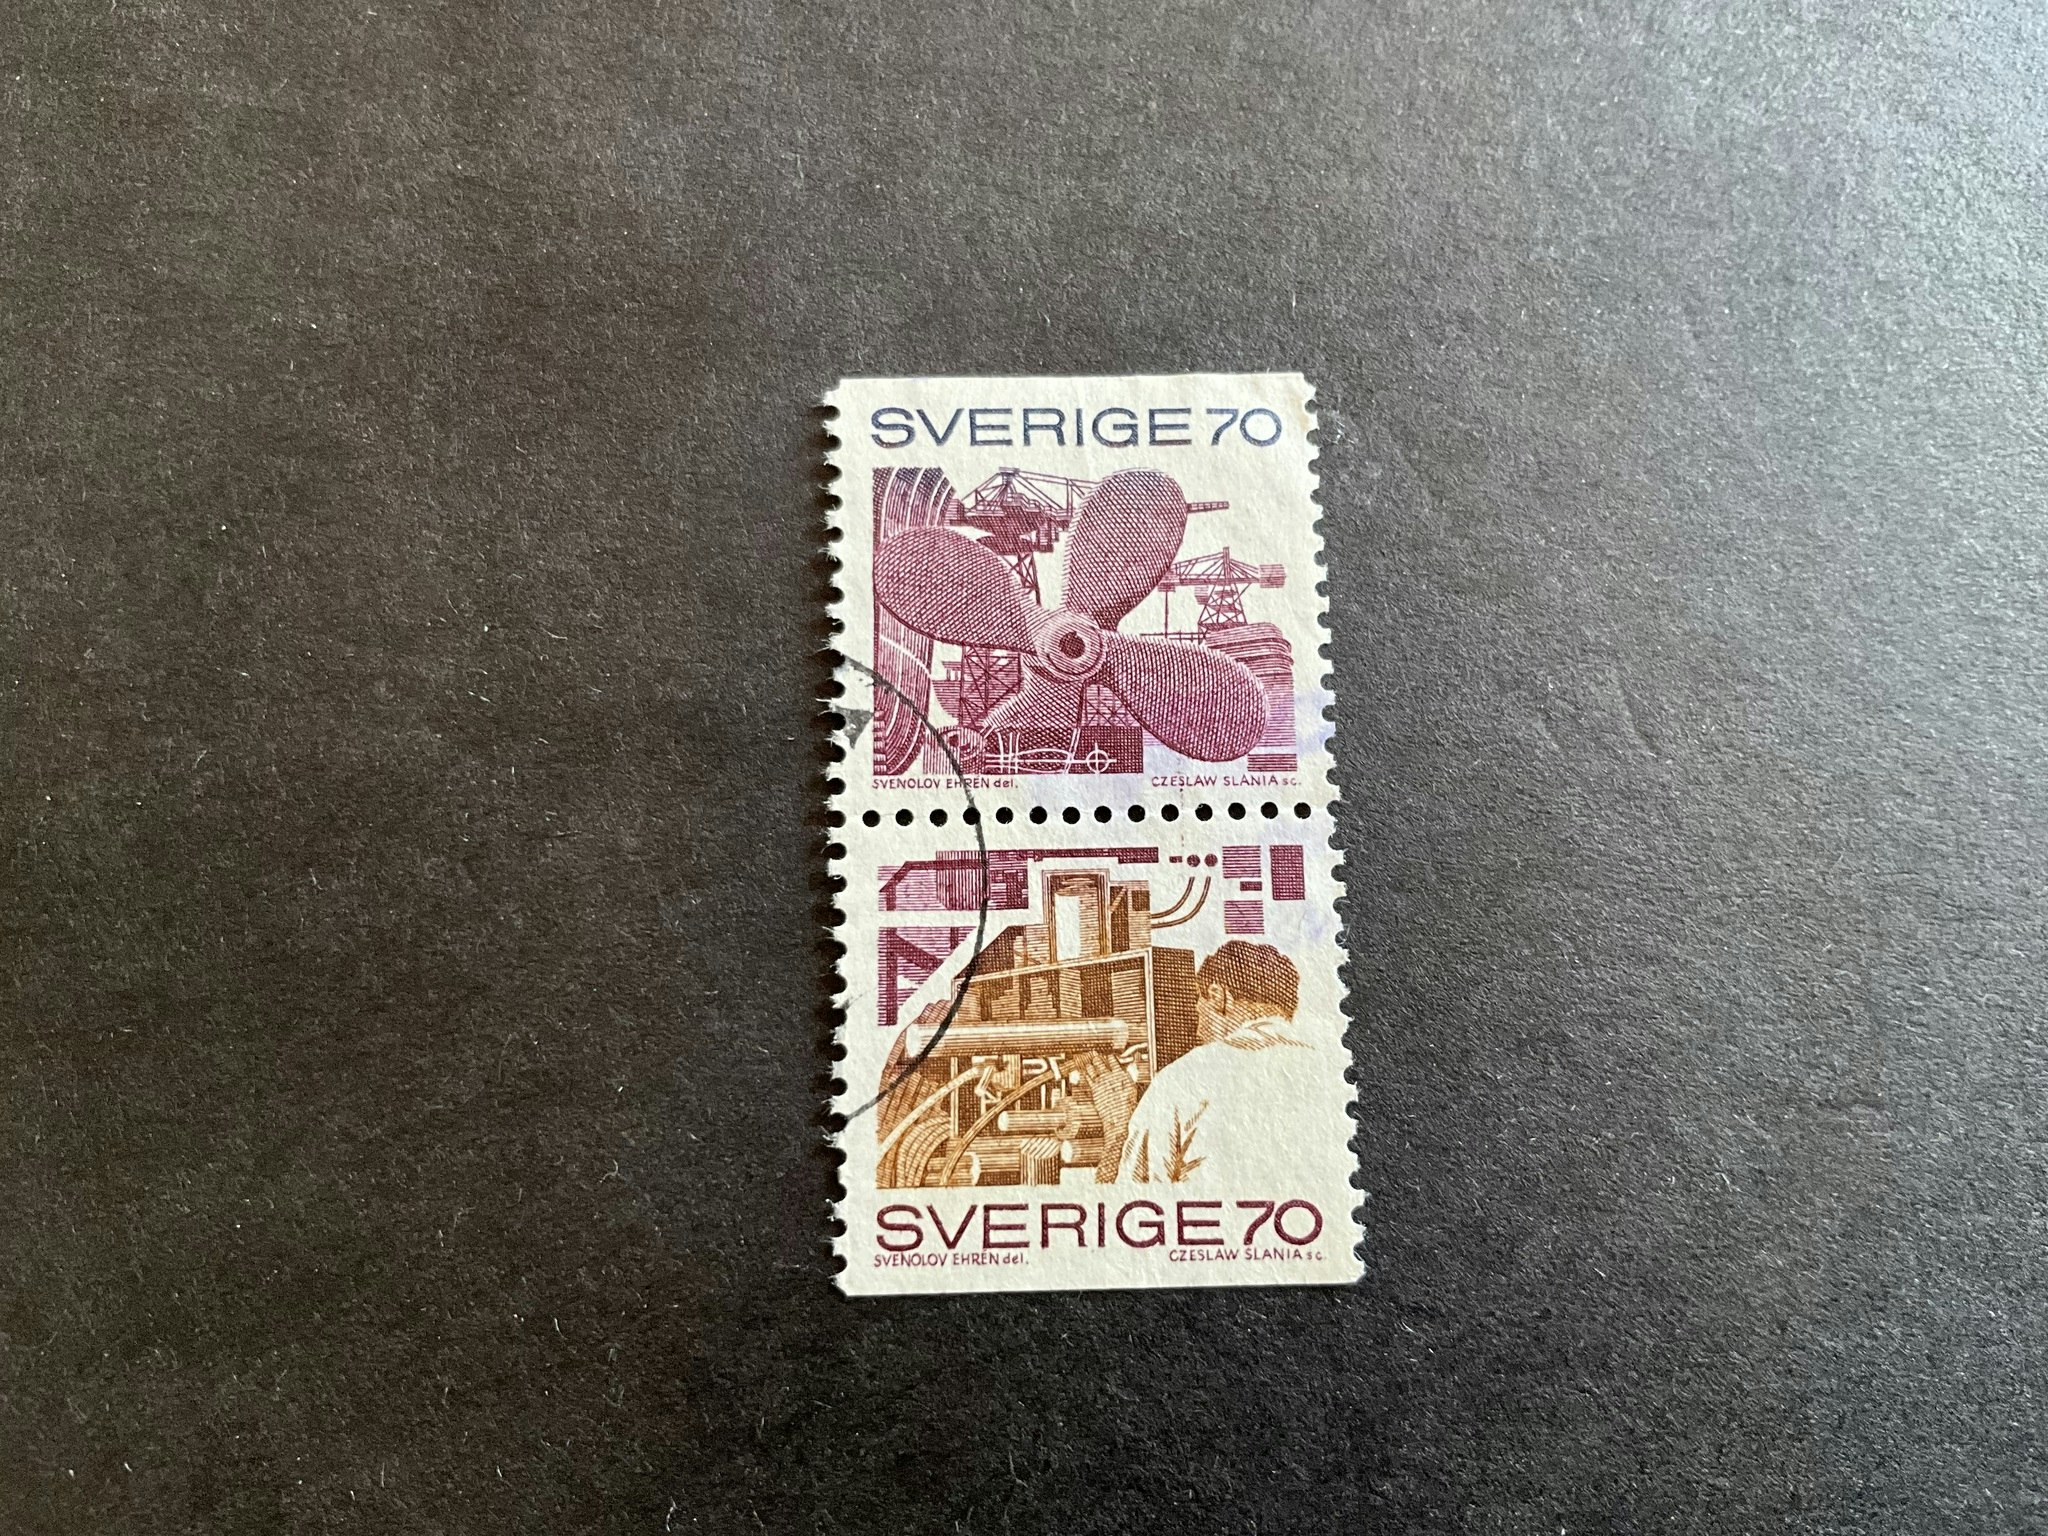 SVERIGE 70
SVENOLOV EHRÉN del. CZESLAW SLANIA sc.
SVERIGE 70
SVENOLOV EHRÉN del. CZESLAW SLANIA sc.